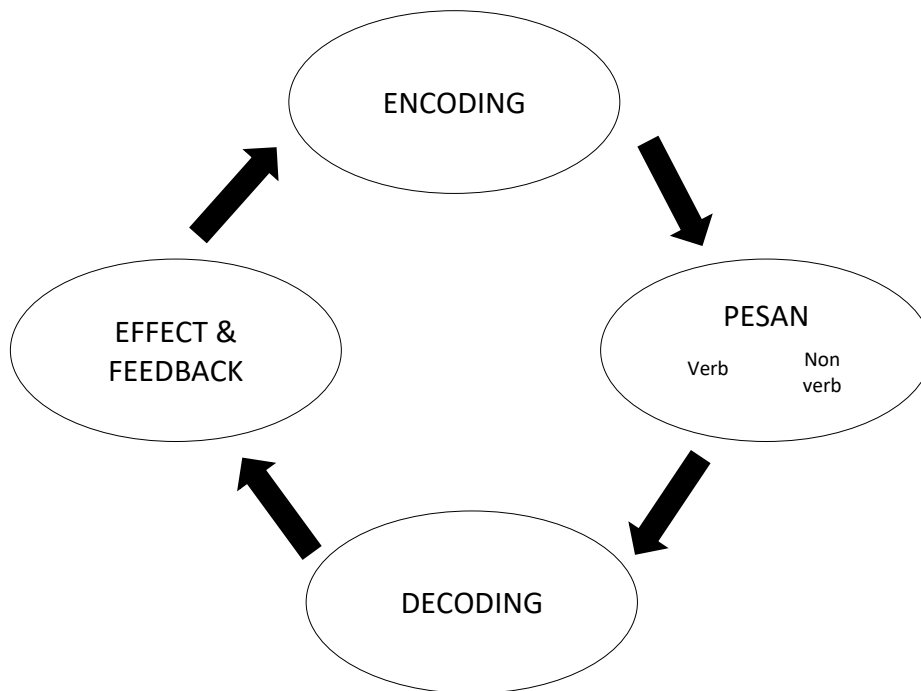 ENCODING
PESAN
Verb
Non
verb
EFFECT &
FEEDBACK
DECODING